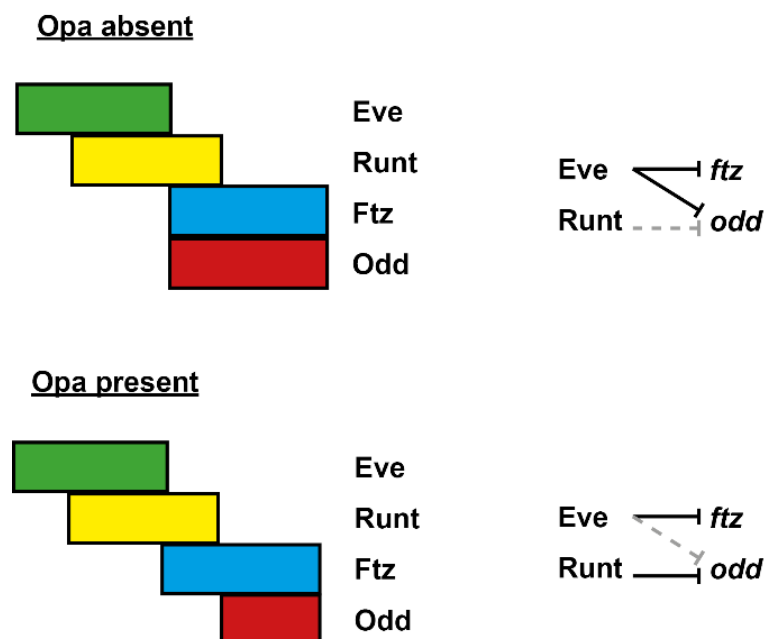 Opa absent
Eve
Runt
Ftz
Odd
Eve ftz
Runt odd
Opa present
Eve
Runt
Ftz
Odd
Eve ftz
Runt odd